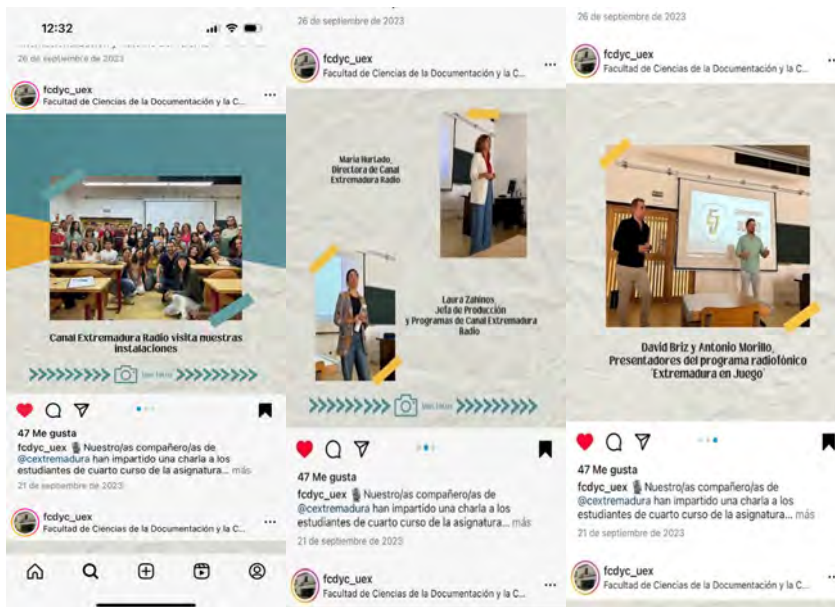 12:32
26 de septiembre de 2023
fcdyc_uex
Facultad de Ciencias de la Documentación y la C...
Canal Extremadura Radio visita nuestras
instalaciones
47 Me gusta
fcdyc_uex 🎙️ Nuestro/as compañero/as de
@cextremadura han impartido una charla a los
estudiantes de cuarto curso de la asignatura... más
21 de septiembre de 2023
fcdyc_uex
Facultad de Ciencias de la Documentación y la C...
26 de septiembre de 2023
fcdyc_uex
Facultad de Ciencias de la Documentación y la C...
María Hurtado,
Directora de Canal
Extremadura Radio
Laura Zahinos,
Jefa de Producción
y Programas de Canal Extremadura
Radio
47 Me gusta
fcdyc_uex 🎙️ Nuestro/as compañero/as de
@cextremadura han impartido una charla a los
estudiantes de cuarto curso de la asignatura... más
21 de septiembre de 2023
fcdyc_uex
Facultad de Ciencias de la Documentación y la C...
26 de septiembre de 2023
fcdyc_uex
Facultad de Ciencias de la Documentación y la C...
David Briz y Antonio Morillo,
Presentadores del programa radiofónico
'Extremadura en Juego'
47 Me gusta
fcdyc_uex 🎙️ Nuestro/as compañero/as de
@cextremadura han impartido una charla a los
estudiantes de cuarto curso de la asignatura... más
21 de septiembre de 2023
fcdyc_uex
Facultad de Ciencias de la Documentación y la C...